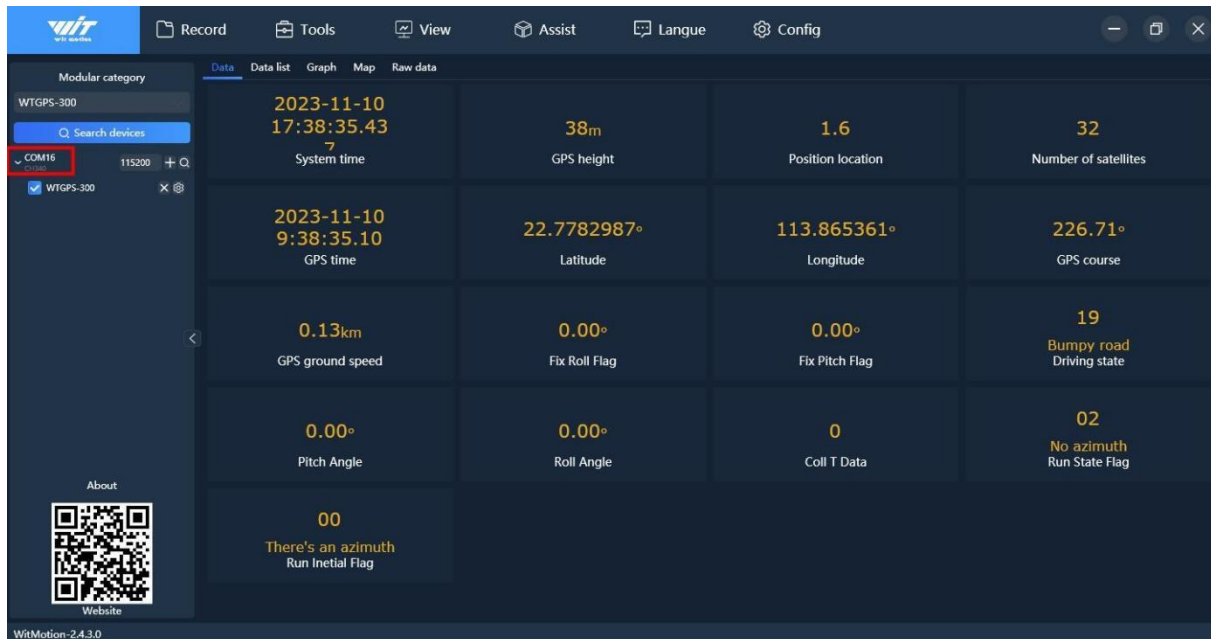 WiT
wit motion
Record
Tools
View
Assist
Langue
Config
Modular category
WTGPS-300
Search devices
COM16
CH340
115200
WTGPS-300
About
Website
WitMotion-2.4.3.0
Data
Data list
Graph
Map
Raw data
2023-11-10
17:38:35.43
7
System time
38m
GPS height
1.6
Position location
32
Number of satellites
2023-11-10
9:38:35.10
GPS time
22.7782987°
Latitude
113.865361°
Longitude
226.71°
GPS course
0.13km
GPS ground speed
0.00°
Fix Roll Flag
0.00°
Fix Pitch Flag
19
Bumpy road
Driving state
0.00°
Pitch Angle
0.00°
Roll Angle
0
Coll T Data
02
No azimuth
Run State Flag
00
There's an azimuth
Run Inetial Flag